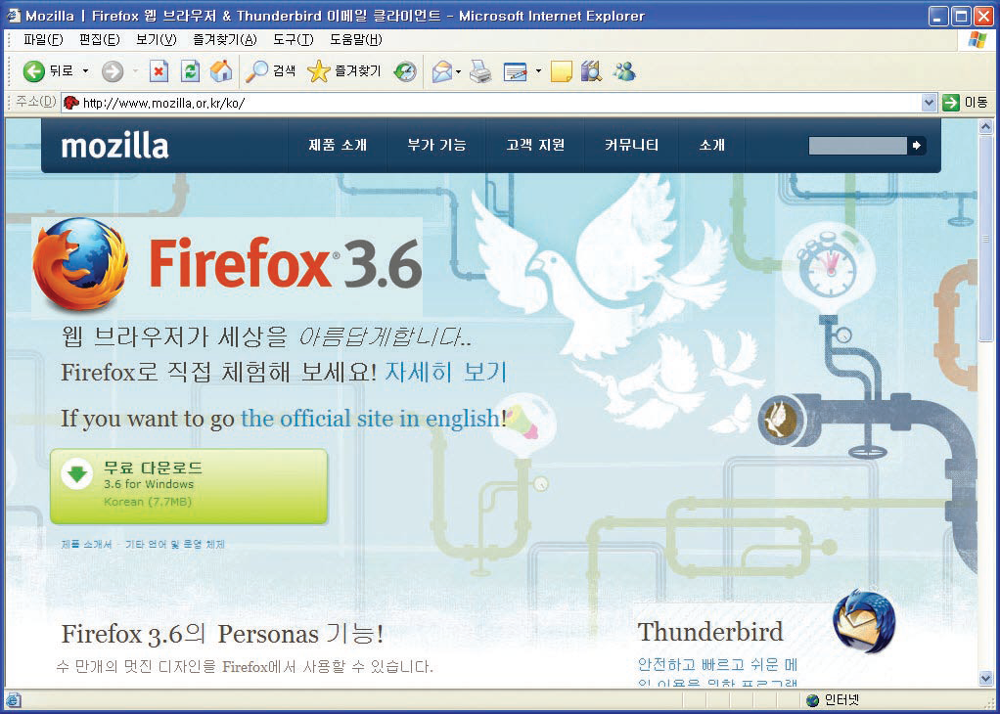 Mozilla | Firefox 웹 브라우저 & Thunderbird 이메일 클라이언트 - Microsoft Internet Explorer
파일(F) 편집(E) 보기(V) 즐겨찾기(A) 도구(T) 도움말(H)
뒤로 검색 즐겨찾기
주소(D) http://www.mozilla.or.kr/ko/ 이동
mozilla 제품 소개 부가 기능 고객 지원 커뮤니티 소개
Firefox® 3.6
웹 브라우저가 세상을 아름답게합니다..
Firefox로 직접 체험해 보세요! 자세히 보기
If you want to go the official site in english!
무료 다운로드
3.6 for Windows
Korean (7.7MB)
제품 소개서 - 기타 언어 및 운영 체제
Firefox 3.6의 Personas 기능!
수 만개의 멋진 디자인을 Firefox에서 사용할 수 있습니다.
Thunderbird
안전하고 빠르고 쉬운 메
일 이용을 위한 프로그램
인터넷